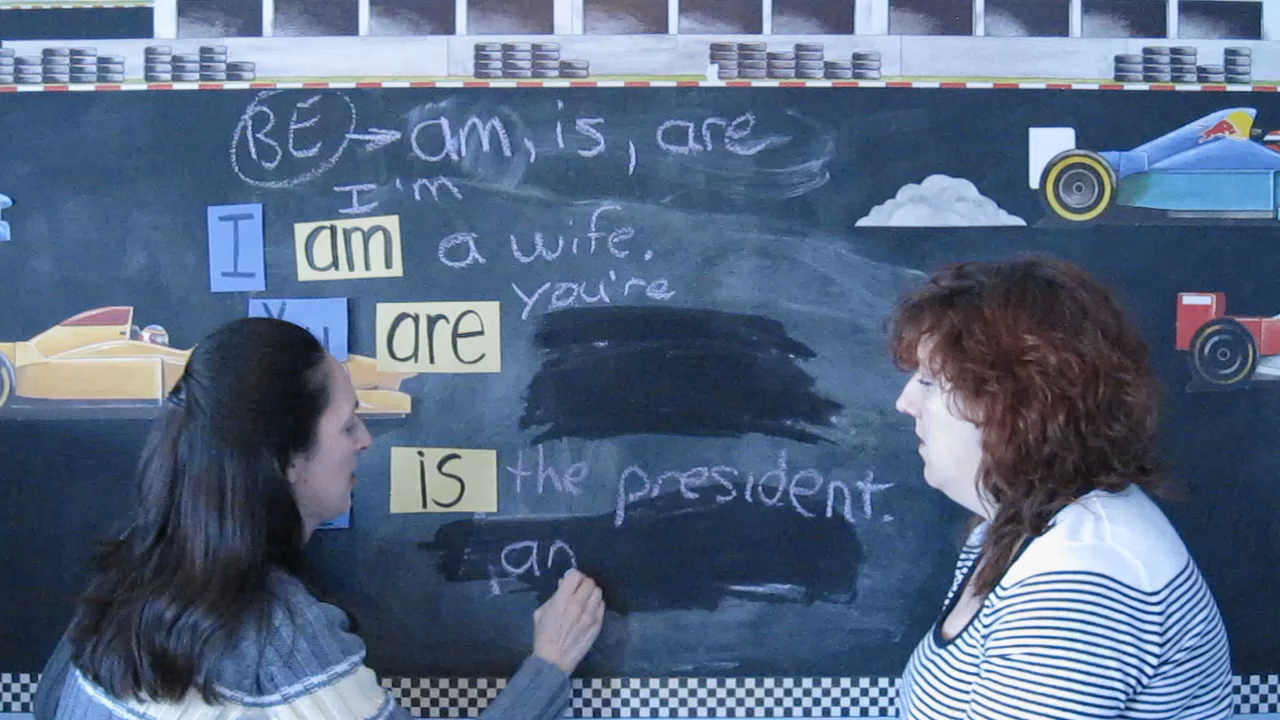 BE → am, is, are
I'm
I am a wife.
you're
are
is the president.
an